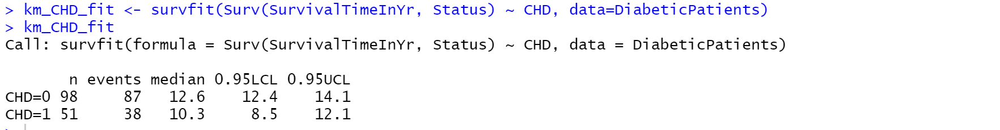 > km_CHD_fit <- survfit(Surv(SurvivalTimeInYr, Status) ~ CHD, data=DiabeticPatients)
> km_CHD_fit
Call: survfit(formula = Surv(SurvivalTimeInYr, Status) ~ CHD, data = DiabeticPatients)

       n events median 0.95LCL 0.95UCL
CHD=0 98     87   12.6    12.4    14.1
CHD=1 51     38   10.3     8.5    12.1